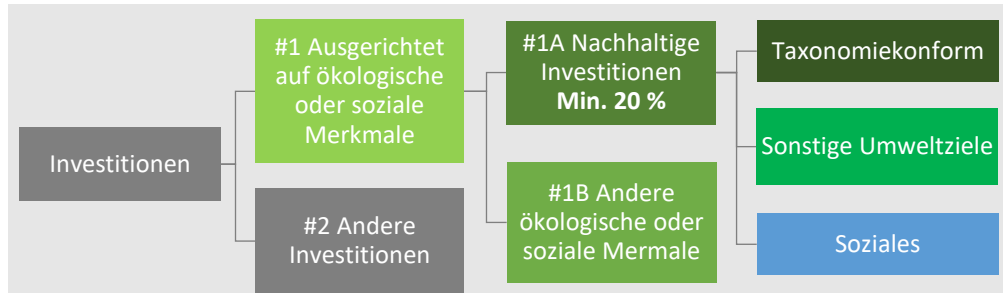 Investitionen
#1 Ausgerichtet
auf ökologische
oder soziale
Merkmale
#2 Andere
Investitionen
#1A Nachhaltige
Investitionen
Min. 20 %
#1B Andere
ökologische oder
soziale Mermale
Taxonomiekonform
Sonstige Umweltziele
Soziales